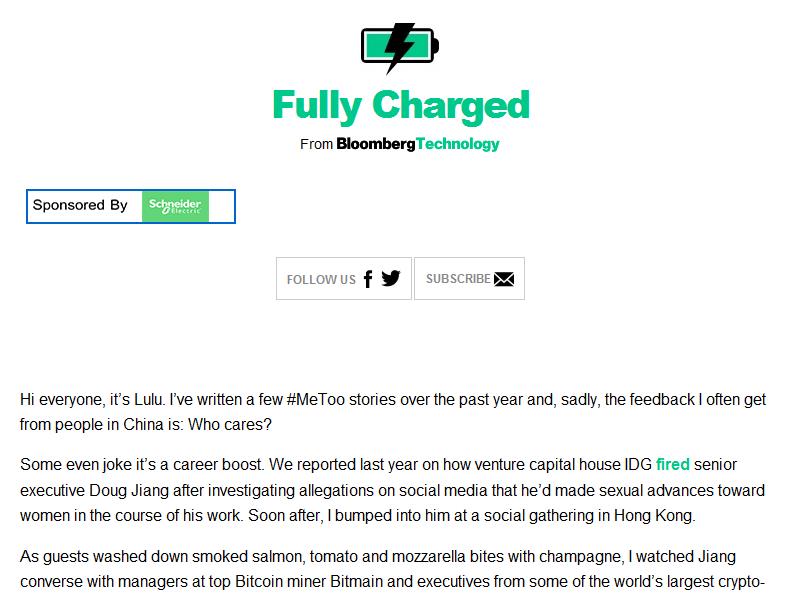 Fully Charged
From BloombergTechnology
Sponsored By Schneider Electric
FOLLOW US SUBSCRIBE
Hi everyone, it's Lulu. I've written a few #MeToo stories over the past year and, sadly, the feedback I often get
from people in China is: Who cares?
Some even joke it's a career boost. We reported last year on how venture capital house IDG fired senior
executive Doug Jiang after investigating allegations on social media that he'd made sexual advances toward
women in the course of his work. Soon after, I bumped into him at a social gathering in Hong Kong.
As guests washed down smoked salmon, tomato and mozzarella bites with champagne, I watched Jiang
converse with managers at top Bitcoin miner Bitmain and executives from some of the world's largest crypto-